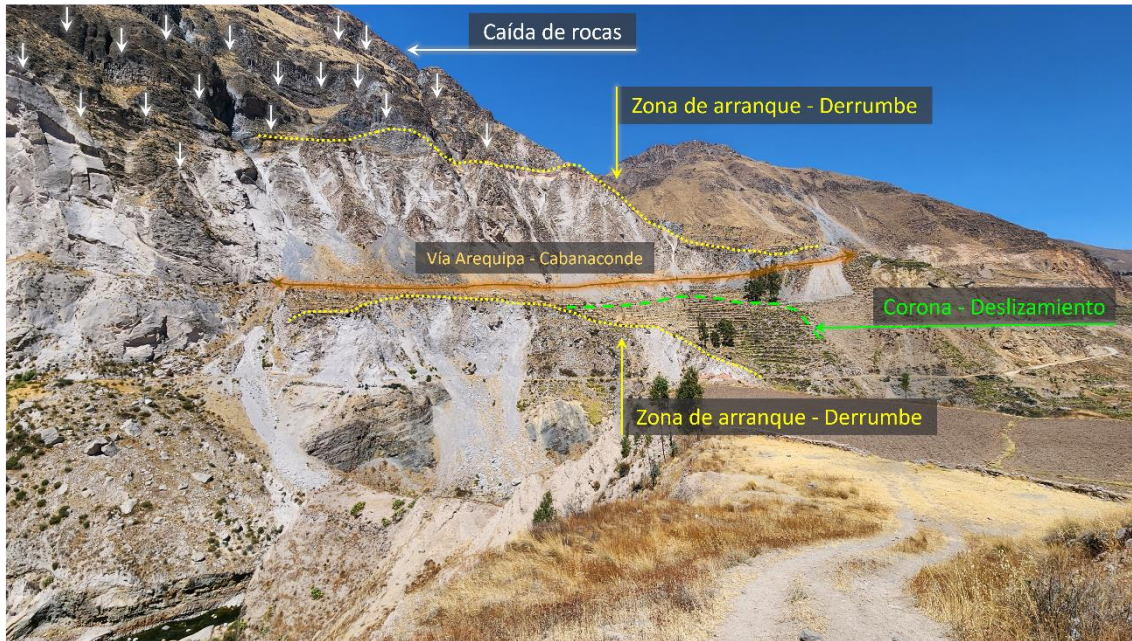 Caída de rocas
Zona de arranque - Derrumbe
Vía Arequipa - Cabanaconde
Corona - Deslizamiento
Zona de arranque - Derrumbe